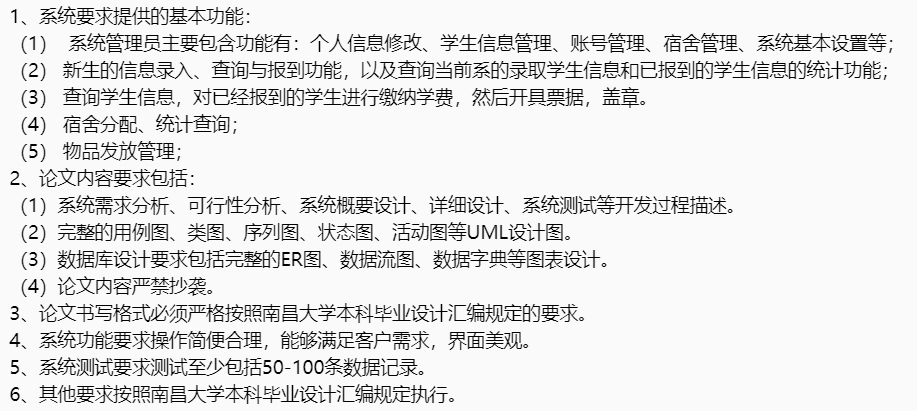 1、系统要求提供的基本功能：
（1） 系统管理员主要包含功能有：个人信息修改、学生信息管理、账号管理、宿舍管理、系统基本设置等；
（2） 新生的信息录入、查询与报到功能，以及查询当前系的录取学生信息和已报到的学生信息的统计功能；
（3） 查询学生信息，对已经报到的学生进行缴纳学费，然后开具票据，盖章。
（4） 宿舍分配、统计查询；
（5） 物品发放管理；
2、论文内容要求包括：
（1）系统需求分析、可行性分析、系统概要设计、详细设计、系统测试等开发过程描述。
（2）完整的用例图、类图、序列图、状态图、活动图等UML设计图。
（3）数据库设计要求包括完整的ER图、数据流图、数据字典等图表设计。
（4）论文内容严禁抄袭。
3、论文书写格式必须严格按照南昌大学本科毕业设计汇编规定的要求。
4、系统功能要求操作简便合理，能够满足客户需求，界面美观。
5、系统测试要求测试至少包括50-100条数据记录。
6、其他要求按照南昌大学本科毕业设计汇编规定执行。